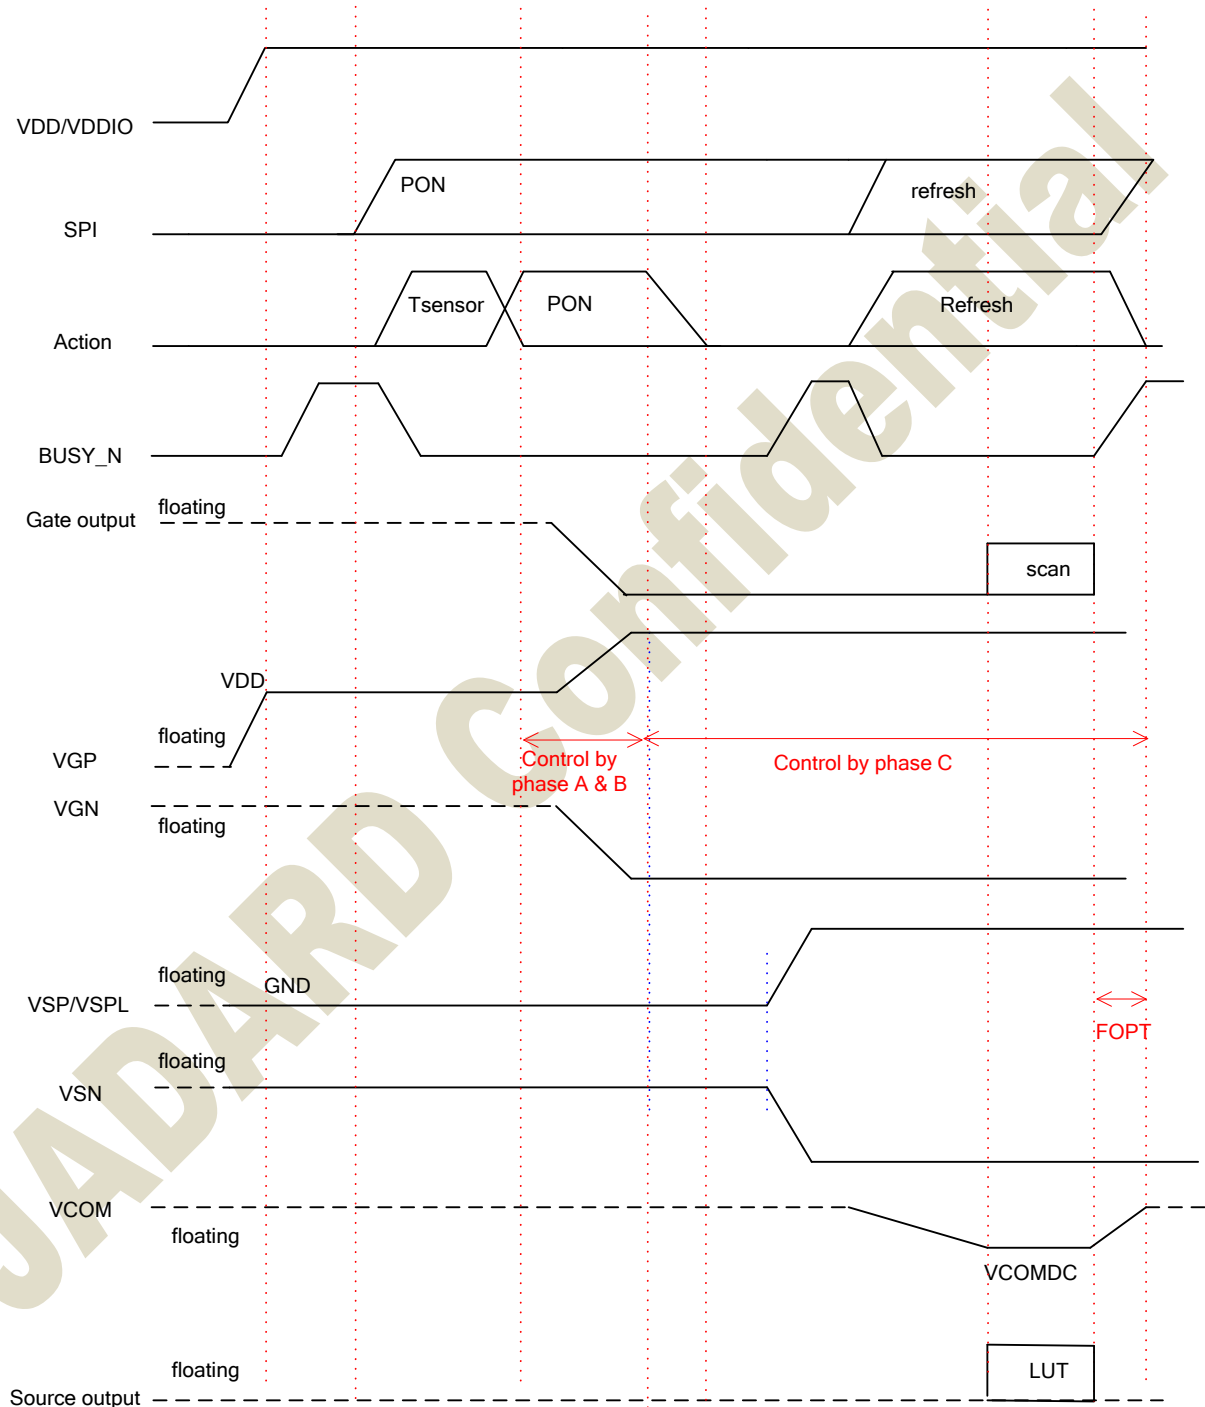 VDD/VDDIO
PON
refresh
SPI
Tsensor
PON
Refresh
Action
BUSY_N
floating
Gate output
scan
VDD
floating
VGP
Control by
phase A & B
Control by phase C
VGN
floating
floating
GND
VSP/VSPL
FOPT
floating
VSN
VCOM
floating
VCOMDC
floating
LUT
Source output
JADARD Confidential